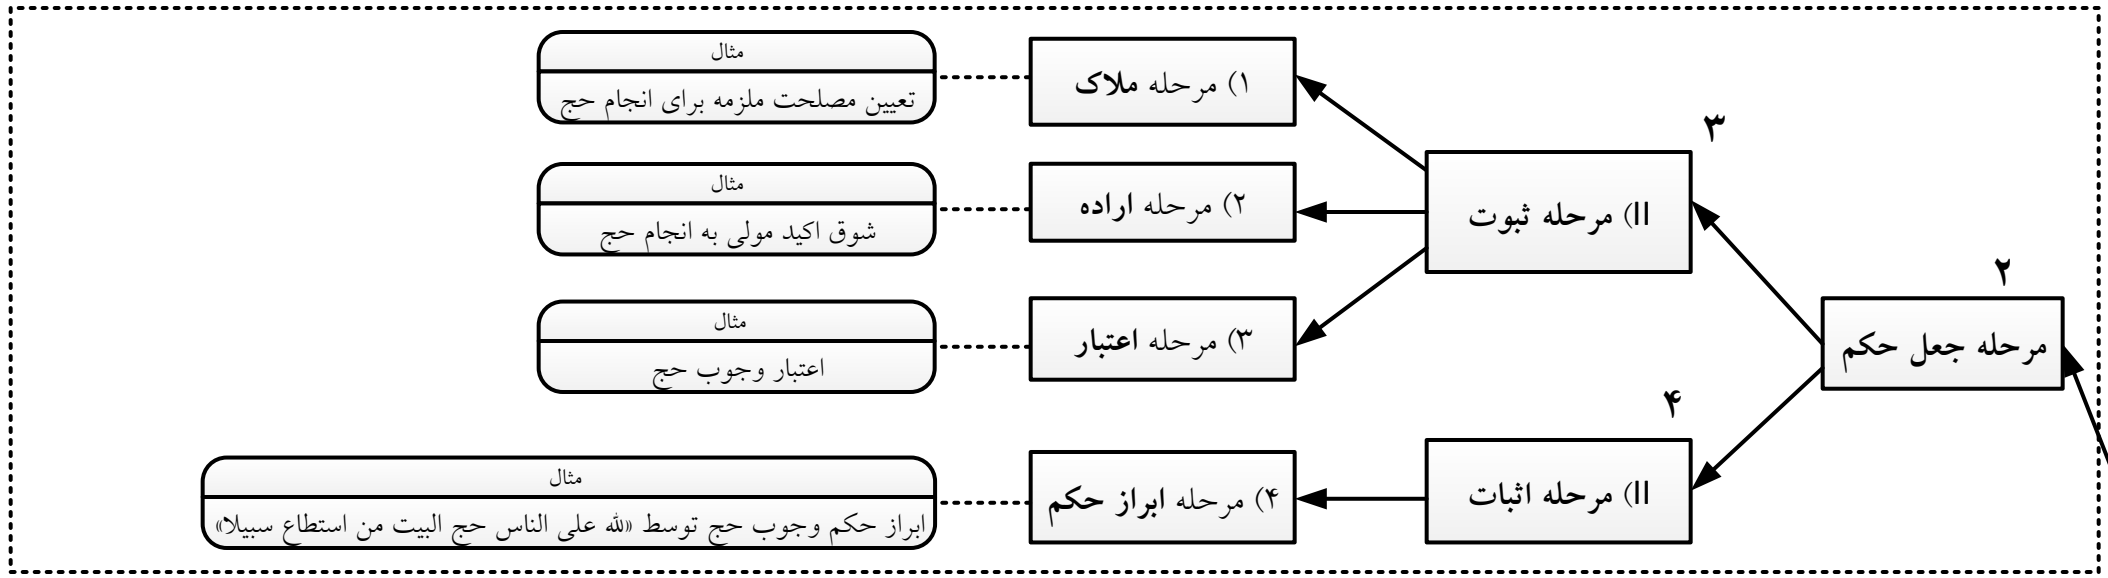 ۲
مرحله جعل حکم
۳
II) مرحله ثبوت
۱) مرحله ملاک
مثال
تعیین مصلحت ملزمه برای انجام حج
۲) مرحله اراده
مثال
شوق اکید مولی به انجام حج
۳) مرحله اعتبار
مثال
اعتبار وجوب حج
۴
II) مرحله اثبات
۴) مرحله ابراز حکم
مثال
ابراز حکم وجوب حج توسط «لله علی الناس حج البیت من استطاع سبیلا»